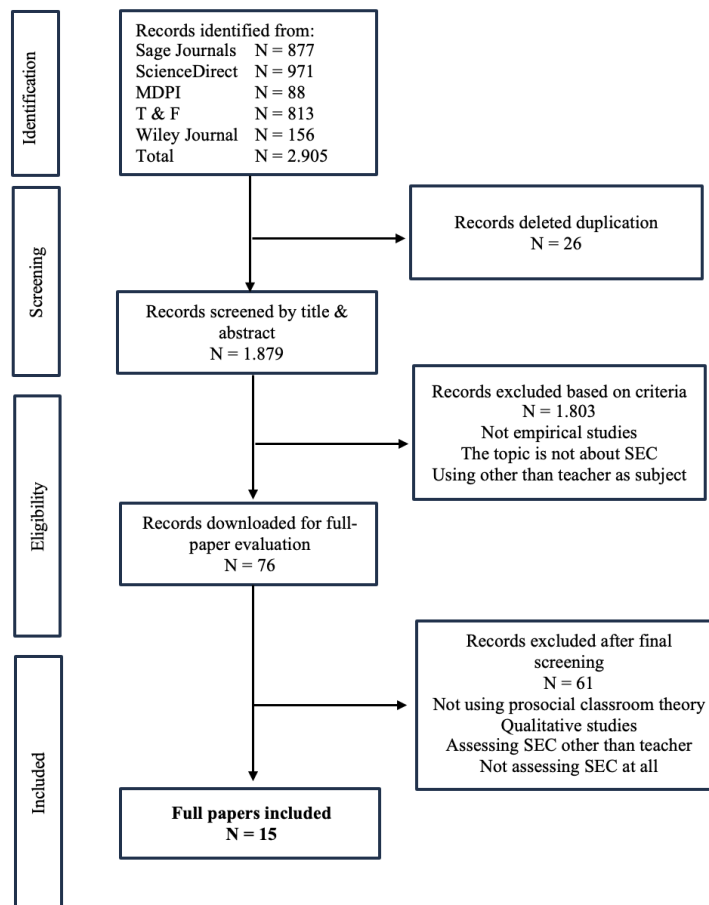 Identification
Records identified from:
Sage Journals N = 877
ScienceDirect N = 971
MDPI N = 88
T & F N = 813
Wiley Journal N = 156
Total N = 2.905
Screening
Records deleted duplication
N = 26
Records screened by title &
abstract
N = 1.879
Records excluded based on criteria
N = 1.803
Not empirical studies
The topic is not about SEC
Using other than teacher as subject
Eligibility
Records downloaded for full-
paper evaluation
N = 76
Records excluded after final
screening
N = 61
Not using prosocial classroom theory
Qualitative studies
Assessing SEC other than teacher
Not assessing SEC at all
Included
Full papers included
N = 15